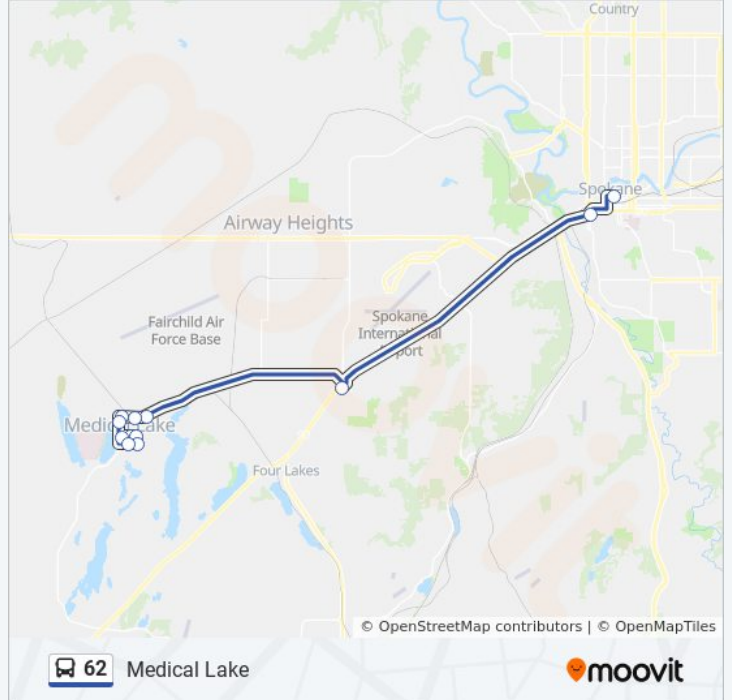 Country
Spokane
Airway Heights
Fairchild Air
Force Base
Spokane
International
Airport
Medical Lake
Four Lakes
© OpenStreetMap contributors | © OpenMapTiles
62 Medical Lake
moovit